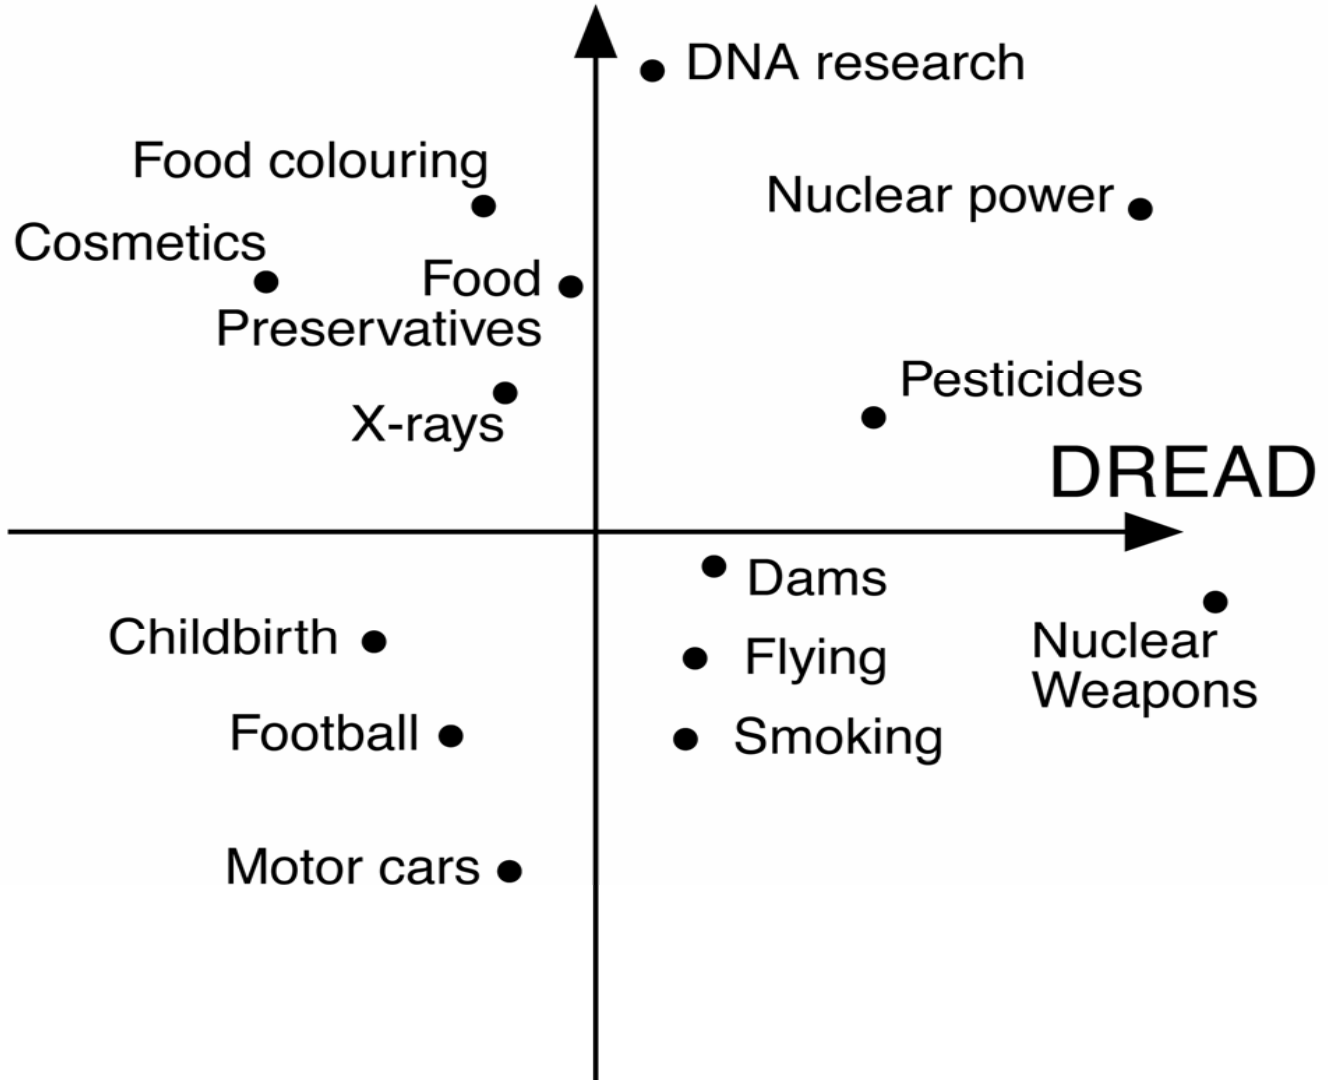 DNA research
Food colouring
Nuclear power
Cosmetics
Food
Preservatives
Pesticides
X-rays
DREAD
Dams
Childbirth
Nuclear
Weapons
Flying
Football
Smoking
Motor cars